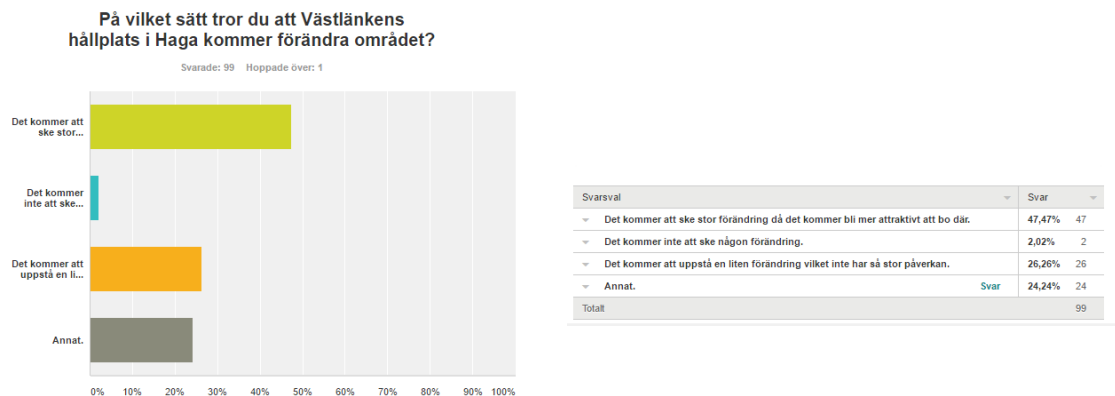 På vilket sätt tror du att Västlänkens
hållplats i Haga kommer förändra området?
Svarade: 99 Hoppade över: 1
Det kommer att
ske stor...
Det kommer
inte att ske...
Det kommer att
uppstå en li...
Annat.
0% 10% 20% 30% 40% 50% 60% 70% 80% 90% 100%
Svarsval Svar
Det kommer att ske stor förändring då det kommer bli mer attraktivt att bo där. 47,47% 47
Det kommer inte att ske någon förändring. 2,02% 2
Det kommer att uppstå en liten förändring vilket inte har så stor påverkan. 26,26% 26
Annat. Svar 24,24% 24
Totalt 99